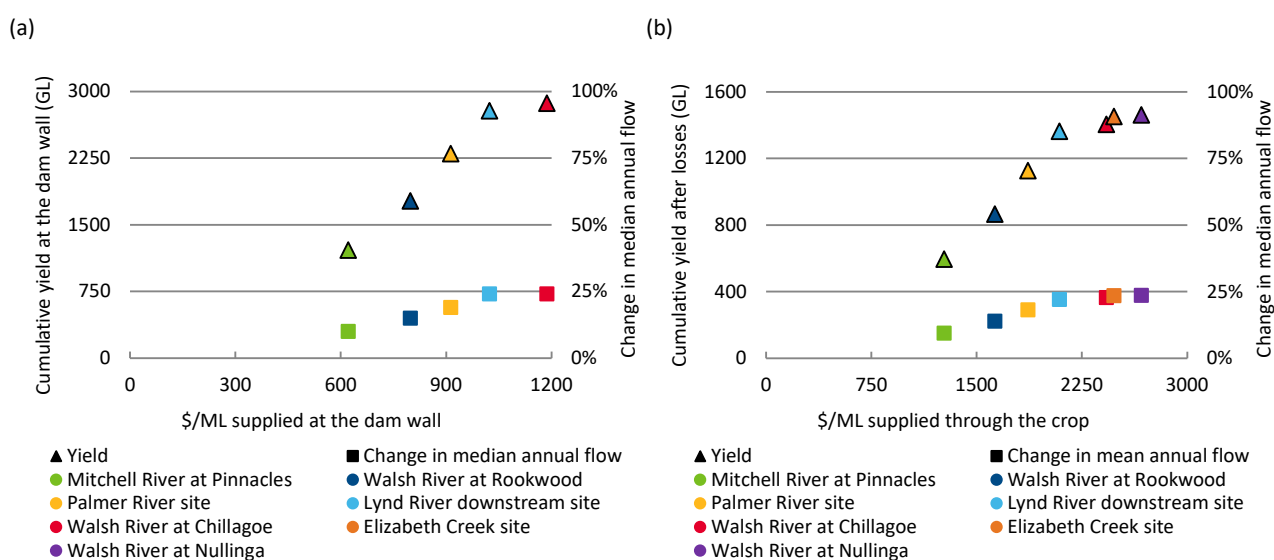 (a)
Cumulative yield at the dam wall (GL)
3000
2250
1500
750
0
100%
75%
50%
25%
0%
Change in median annual flow
0 300 600 900 1200
$/ML supplied at the dam wall
Yield Change in median annual flow
Mitchell River at Pinnacles Walsh River at Rookwood
Palmer River site Lynd River downstream site
Walsh River at Chillagoe Elizabeth Creek site
Walsh River at Nullinga
(b)
Cumulative yield after losses (GL)
1600
1200
800
400
0
100%
75%
50%
25%
0%
Change in median annual flow
0 750 1500 2250 3000
$/ML supplied through the crop
Yield Change in mean annual flow
Mitchell River at Pinnacles Walsh River at Rookwood
Palmer River site Lynd River downstream site
Walsh River at Chillagoe Elizabeth Creek site
Walsh River at Nullinga